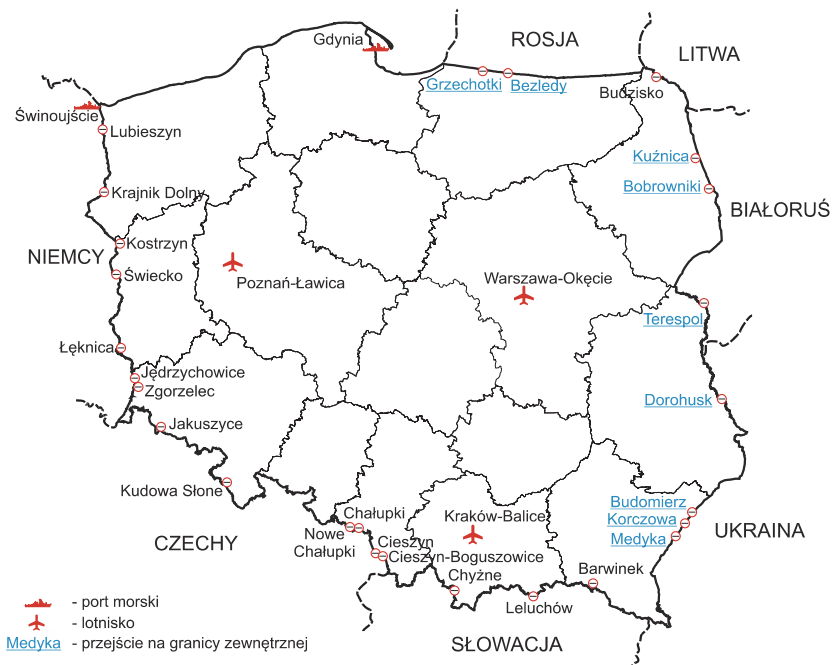 Gdynia
ROSJA
LITWA
Grzechotki
Bezledy
Budzisko
Świnoujście
Lubieszyn
Kuźnica
Krajnik Dolny
Bobrowniki
BIAŁORUŚ
Kostrzyn
NIEMCY
Świecko
Poznań-Ławica
Warszawa-Okęcie
Terespol
Łęknica
Jędrzychowice
Zgorzelec
Dorohusk
Jakuszyce
Kudowa Słone
Budomierz
Chałupki
Kraków-Balice
Korczowa
UKRAINA
Nowe
Chałupki
Medyka
CZECHY
Cieszyn
Cieszyn-Boguszowice
Chyżne
Barwinek
Leluchów
SŁOWACJA
- port morski
- lotnisko
Medyka - przejście na granicy zewnętrznej